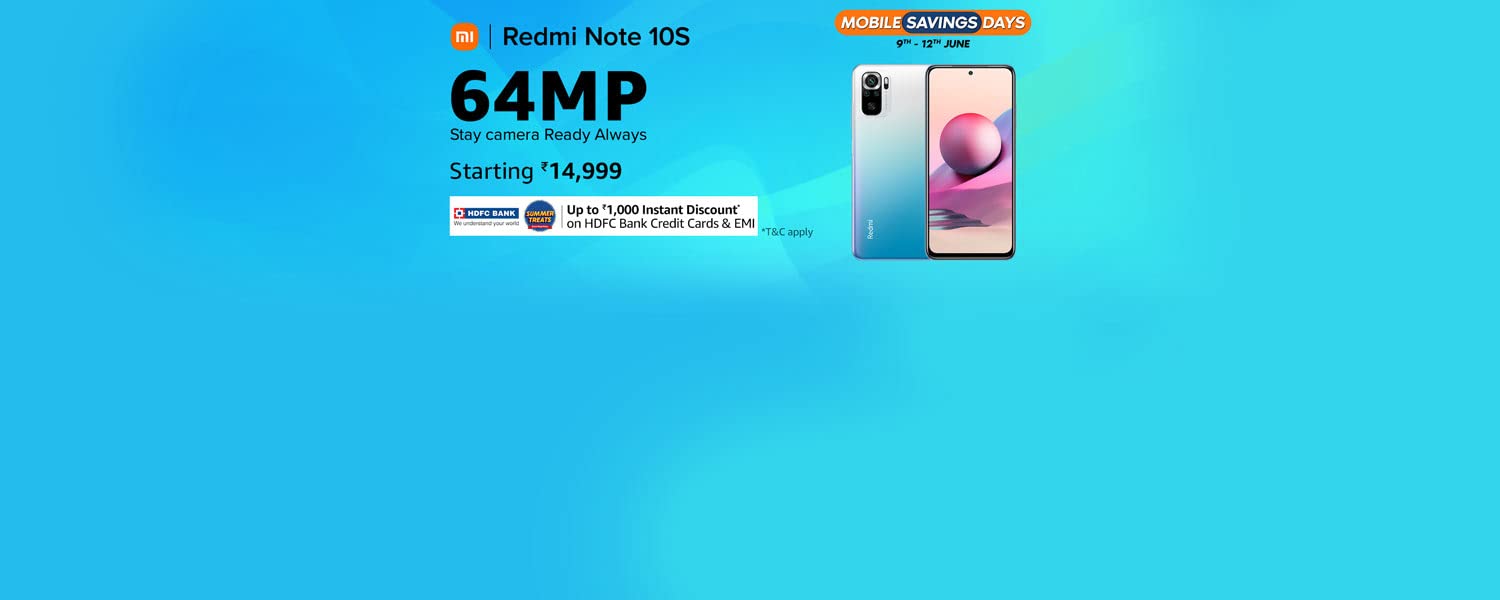 mi | Redmi Note 10S
64MP
Stay camera Ready Always
Starting ₹14,999
HDFC BANK
We understand your world
SUMMER
TREATS
Up to ₹1,000 Instant Discount*
on HDFC Bank Credit Cards & EMI
*T&C apply
MOBILE SAVINGS DAYS
9TH - 12TH JUNE
Redmi